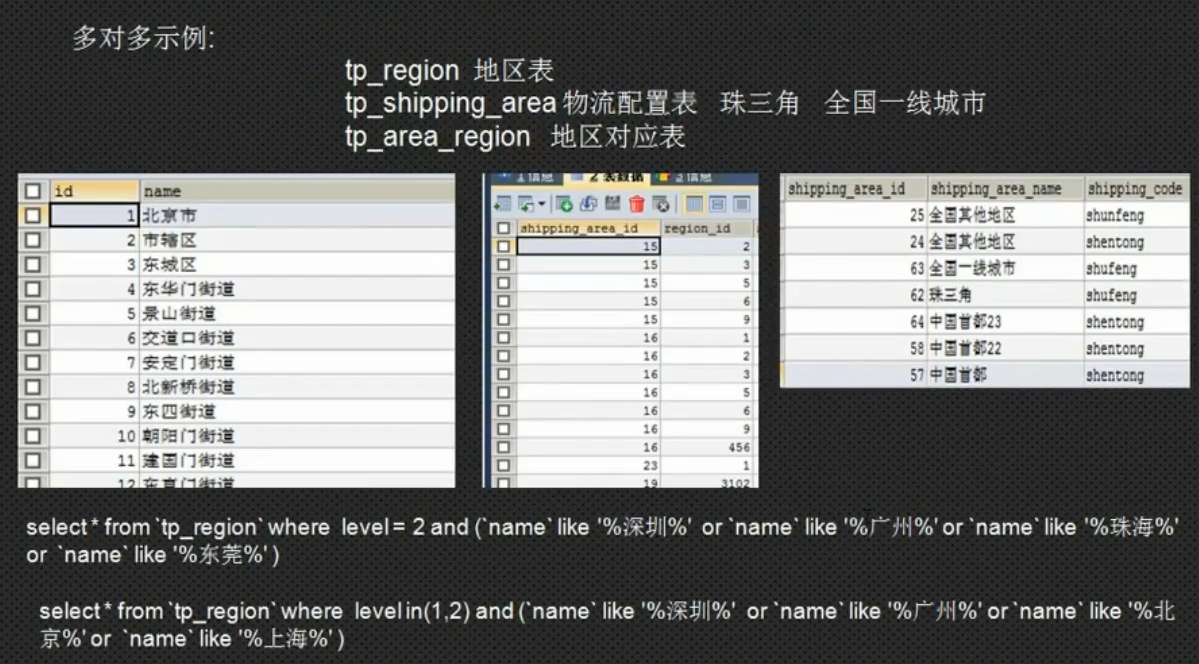 多对多示例:
tp_region 地区表
tp_shipping_area 物流配置表 珠三角 全国一线城市
tp_area_region 地区对应表
id name
1 北京市
2 市辖区
3 东城区
4 东华门街道
5 景山街道
6 交道口街道
7 安定门街道
8 北新桥街道
9 东四街道
10 朝阳门街道
11 建国门街道
12 东直门街道
1 信息 2 表数据 3 信息
shipping_area_id region_id
15 2
15 3
15 5
15 6
15 9
16 1
16 2
16 3
16 5
16 6
16 9
16 456
23 1
19 3102
shipping_area_id shipping_area_name shipping_code
25 全国其他地区 shunfeng
24 全国其他地区 shentong
63 全国一线城市 shufeng
62 珠三角 shufeng
64 中国首都23 shentong
58 中国首都22 shentong
57 中国首都 shentong
select * from `tp_region` where level = 2 and (`name` like '%深圳%' or `name` like '%广州%' or `name` like '%珠海%'
or `name` like '%东莞%' )
select * from `tp_region` where level in(1,2) and (`name` like '%深圳%' or `name` like '%广州%' or `name` like '%北
京%' or `name` like '%上海%' )